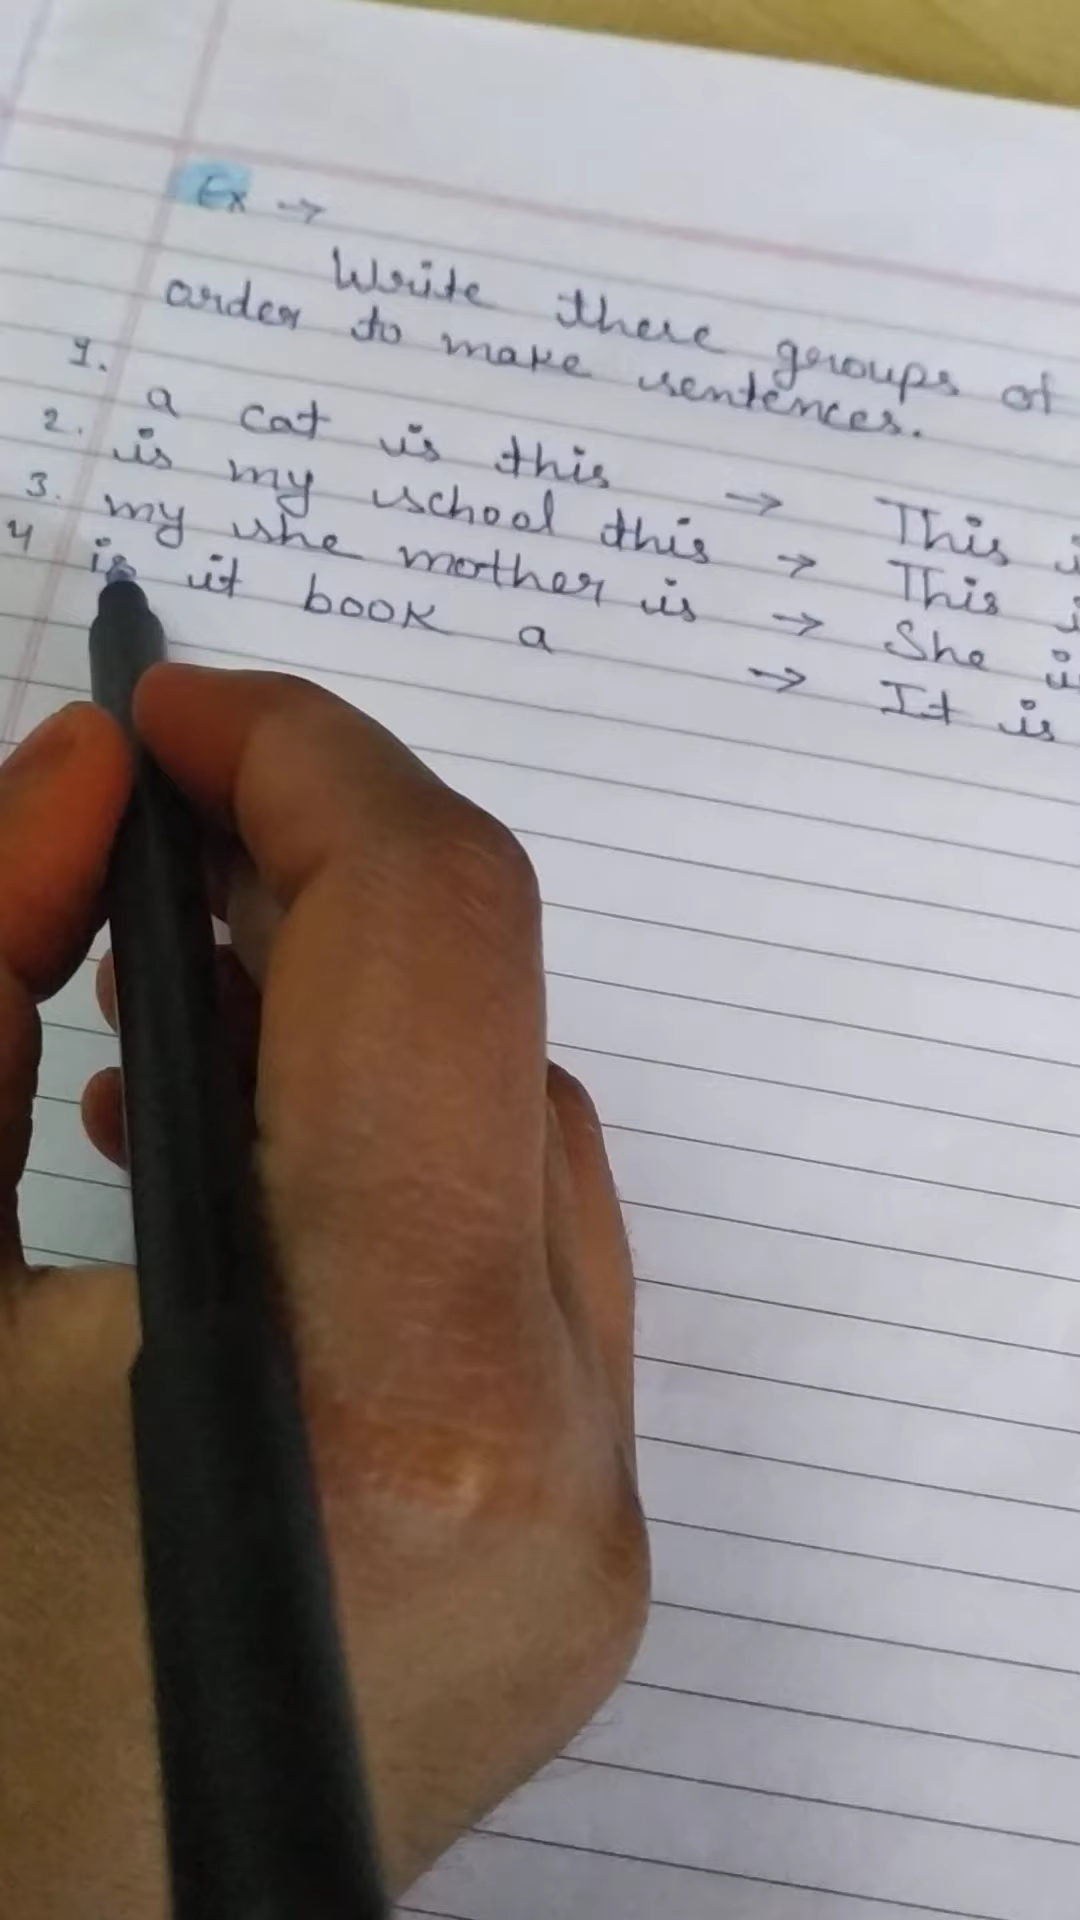 Ex →
Write there groups of
order to make sentences.
1. a cat is this → This
2. is my school this → This
3. my she mother is → She
4 is it book a → It is